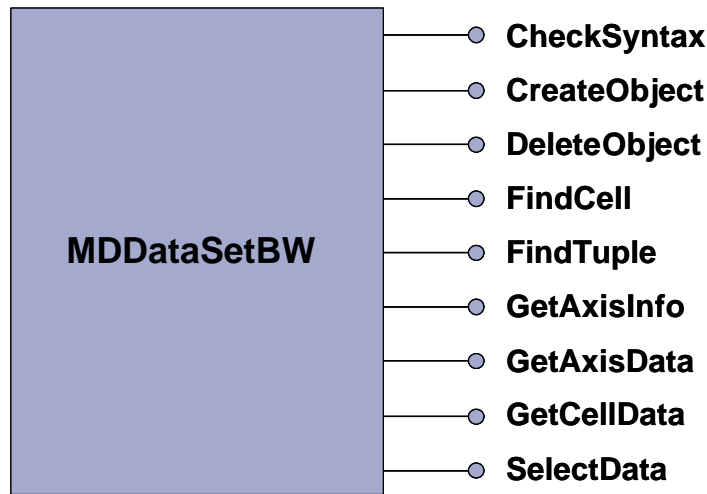 MDDataSetBW
CheckSyntax
CreateObject
DeleteObject
FindCell
FindTuple
GetAxisInfo
GetAxisData
GetCellData
SelectData